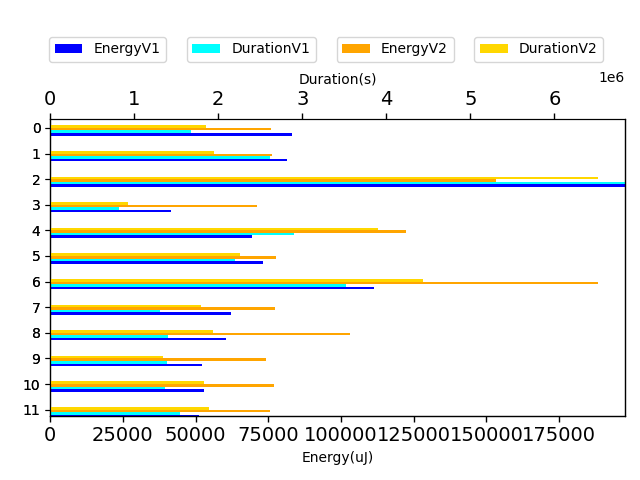 EnergyV1 DurationV1 EnergyV2 DurationV2
Duration(s)
1e6
0 1 2 3 4 5 6
0
1
2
3
4
5
6
7
8
9
10
11
0 25000 50000 75000 100000 125000 150000 175000
Energy(uJ)